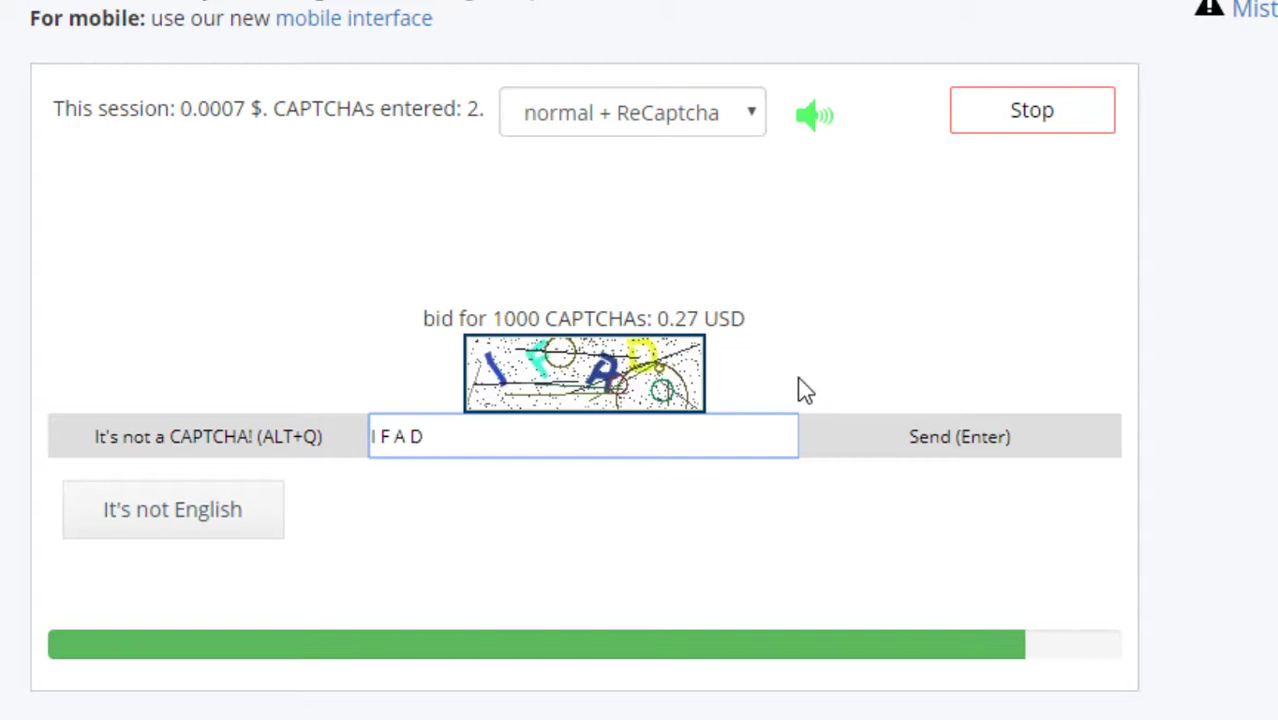 For mobile: use our new mobile interface
Mist
This session: 0.0007 $. CAPTCHAs entered: 2.
normal + ReCaptcha
Stop
bid for 1000 CAPTCHAs: 0.27 USD
It's not a CAPTCHA! (ALT+Q)
I F A D
Send (Enter)
It's not English